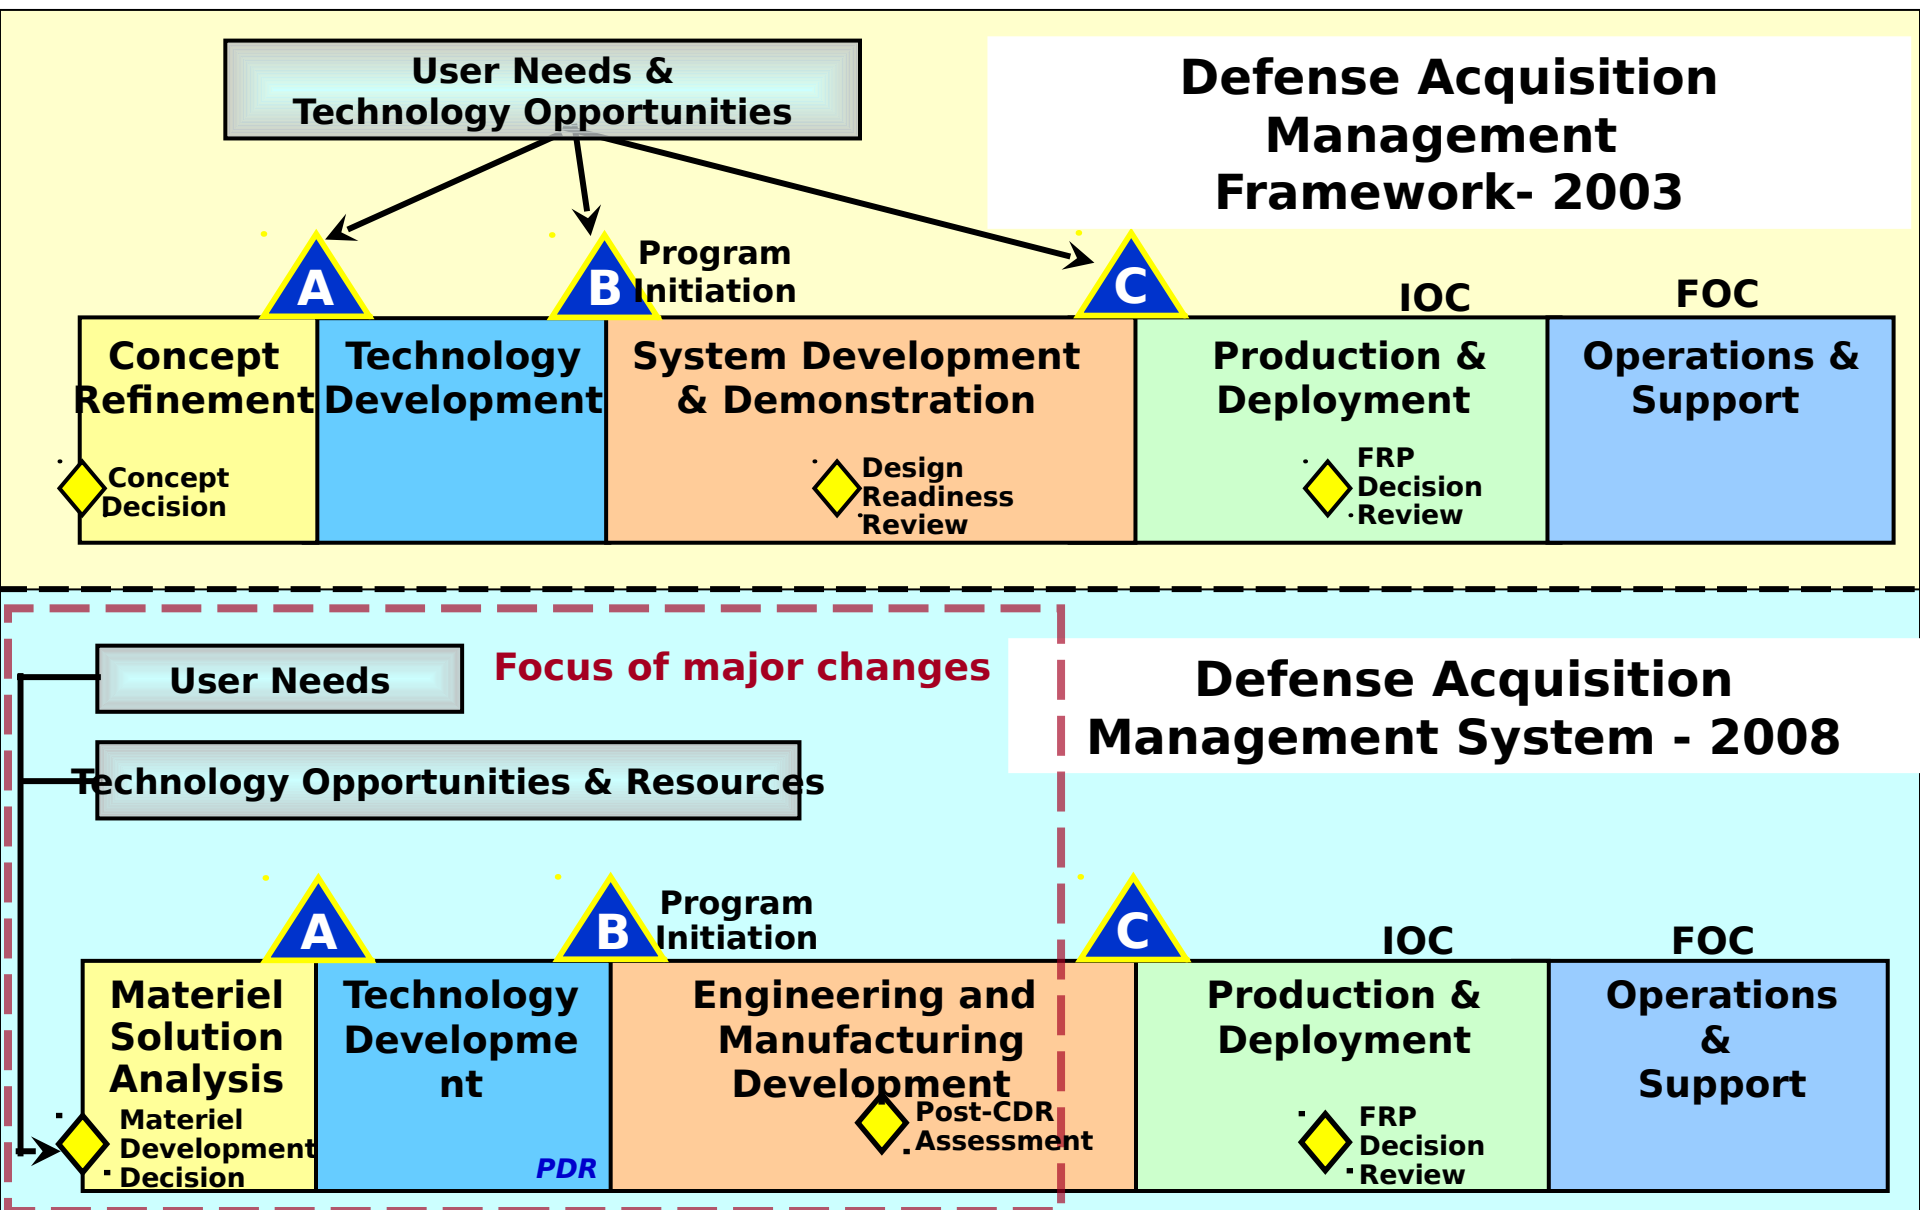 User Needs &
Technology Opportunities
Defense Acquisition
Management
Framework- 2003
A
B
Program
Initiation
C
IOC
FOC
Concept
Refinement
Technology
Development
System Development
& Demonstration
Production &
Deployment
Operations &
Support
Concept
Decision
Design
Readiness
Review
FRP
Decision
Review
User Needs
Focus of major changes
Defense Acquisition
Management System - 2008
Technology Opportunities & Resources
A
B
Program
Initiation
C
IOC
FOC
Materiel
Solution
Analysis
Technology
Developme
nt
Engineering and
Manufacturing
Development
Production &
Deployment
Operations
&
Support
Materiel
Development
Decision
PDR
Post-CDR
Assessment
FRP
Decision
Review